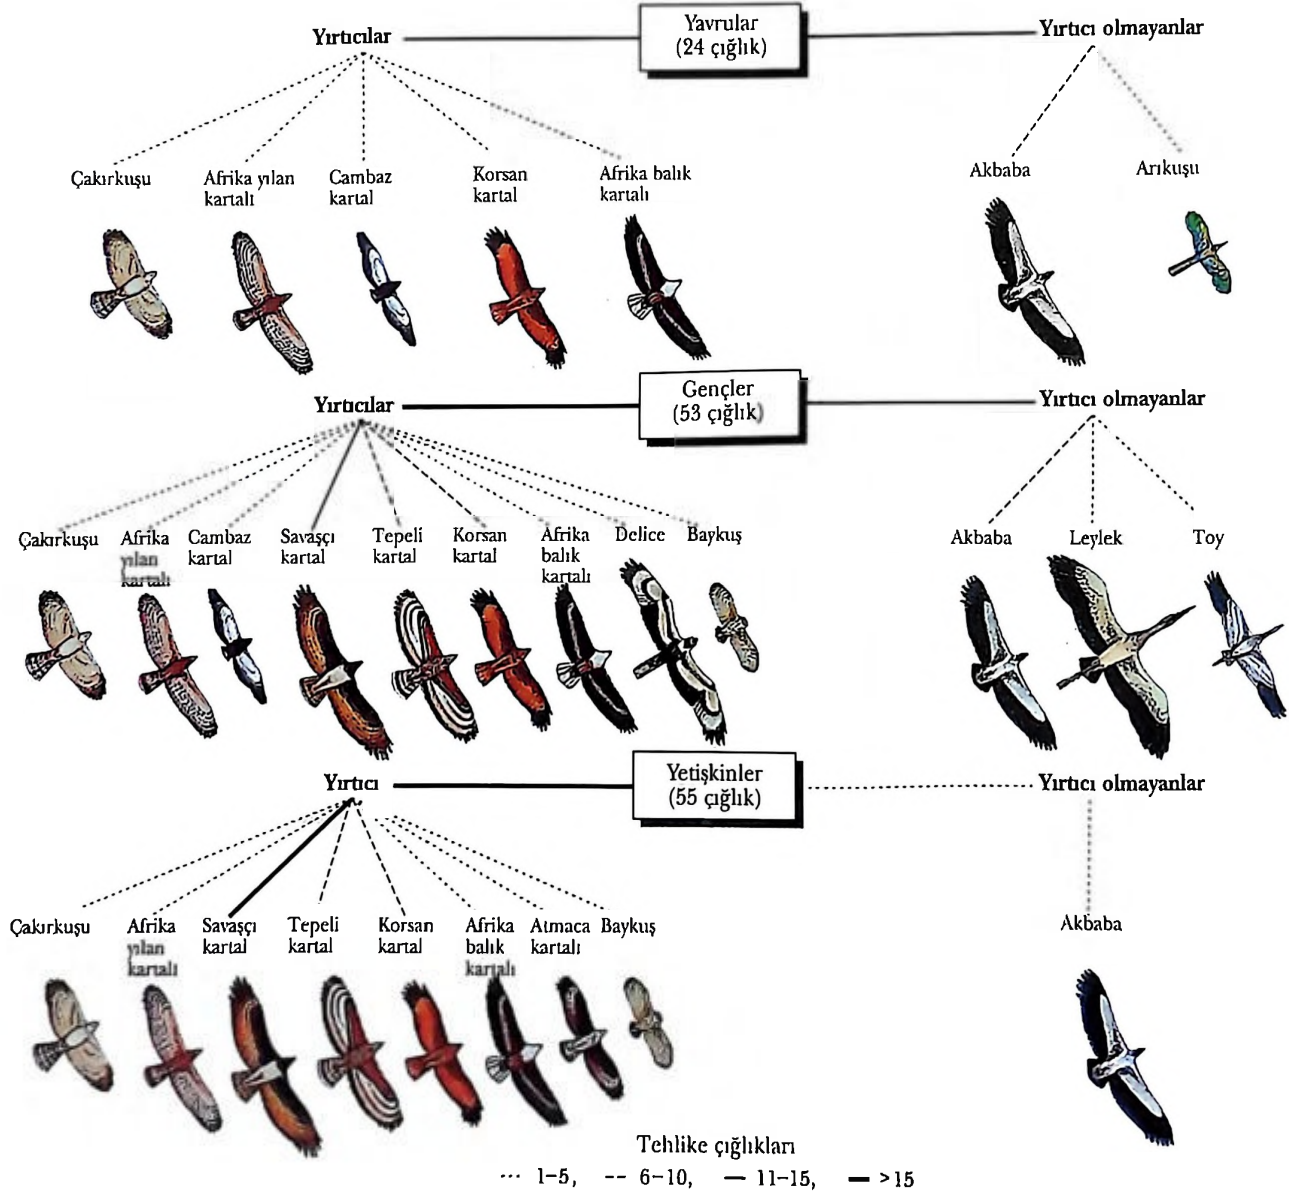 Yırtıcılar
Yavrular
(24 çığlık)
Yırtıcı olmayanlar
Çakırkuşu
Afrika yılan
kartalı
Cambaz
kartal
Korsan
kartal
Afrika balık
kartalı
Akbaba
Arıkuşu
Yırtıcılar
Gençler
(53 çığlık)
Yırtıcı olmayanlar
Çakırkuşu
Afrika
yılan
kartalı
Cambaz
kartal
Savaşçı
kartal
Tepeli
kartal
Korsan
kartal
Afrika
balık
kartalı
Delice
Baykuş
Akbaba
Leylek
Toy
Yırtıcı
Yetişkinler
(55 çığlık)
Yırtıcı olmayanlar
Çakırkuşu
Afrika
yılan
kartalı
Savaşçı
kartal
Tepeli
kartal
Korsan
kartal
Afrika
balık
kartalı
Atmaca
kartalı
Baykuş
Akbaba
Tehlike çığlıkları
··· 1-5, -- 6-10, — 11-15, — >15